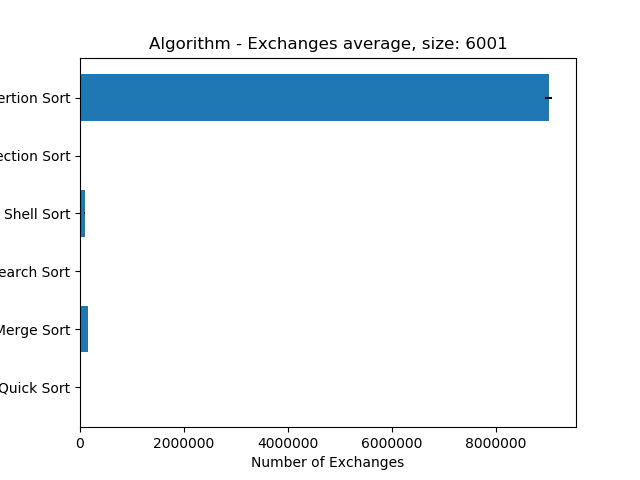 Algorithm - Exchanges average, size: 6001
ertion Sort
ection Sort
Shell Sort
earch Sort
Merge Sort
Quick Sort
0 2000000 4000000 6000000 8000000
Number of Exchanges